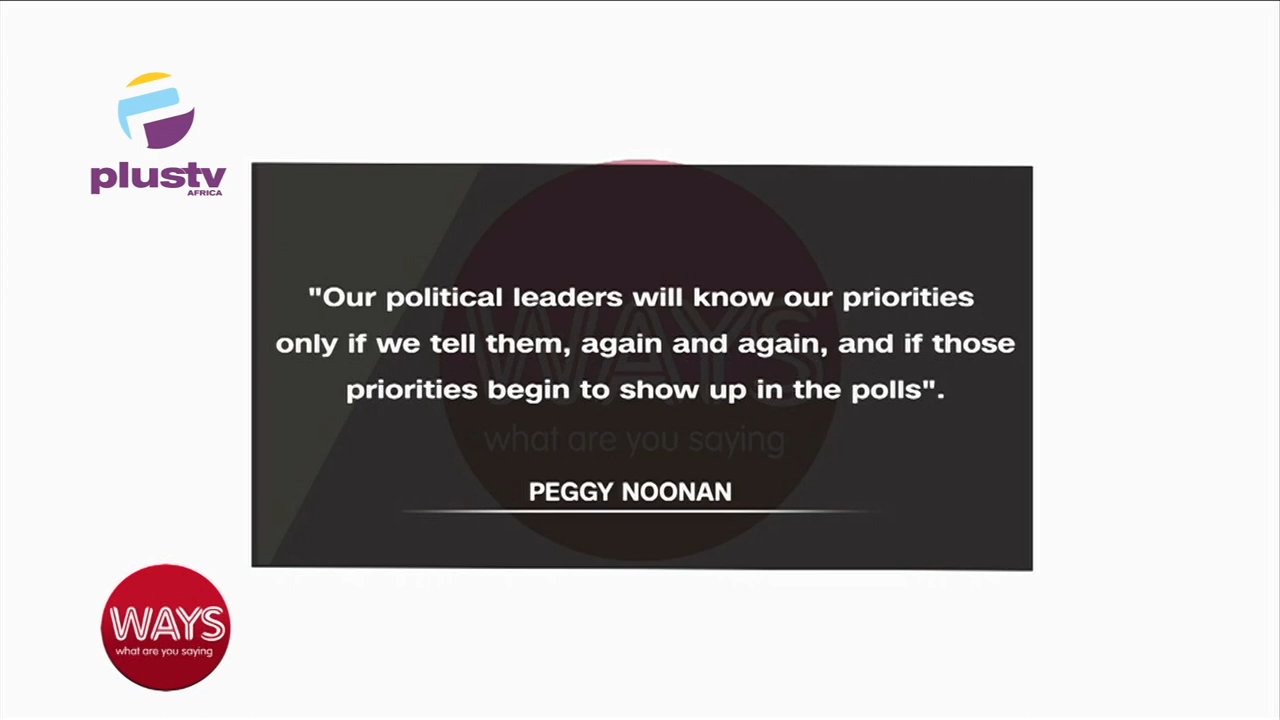 plustv
AFRICA
"Our political leaders will know our priorities
only if we tell them, again and again, and if those
priorities begin to show up in the polls".
WAYS
what are you saying
PEGGY NOONAN
WAYS
what are you saying